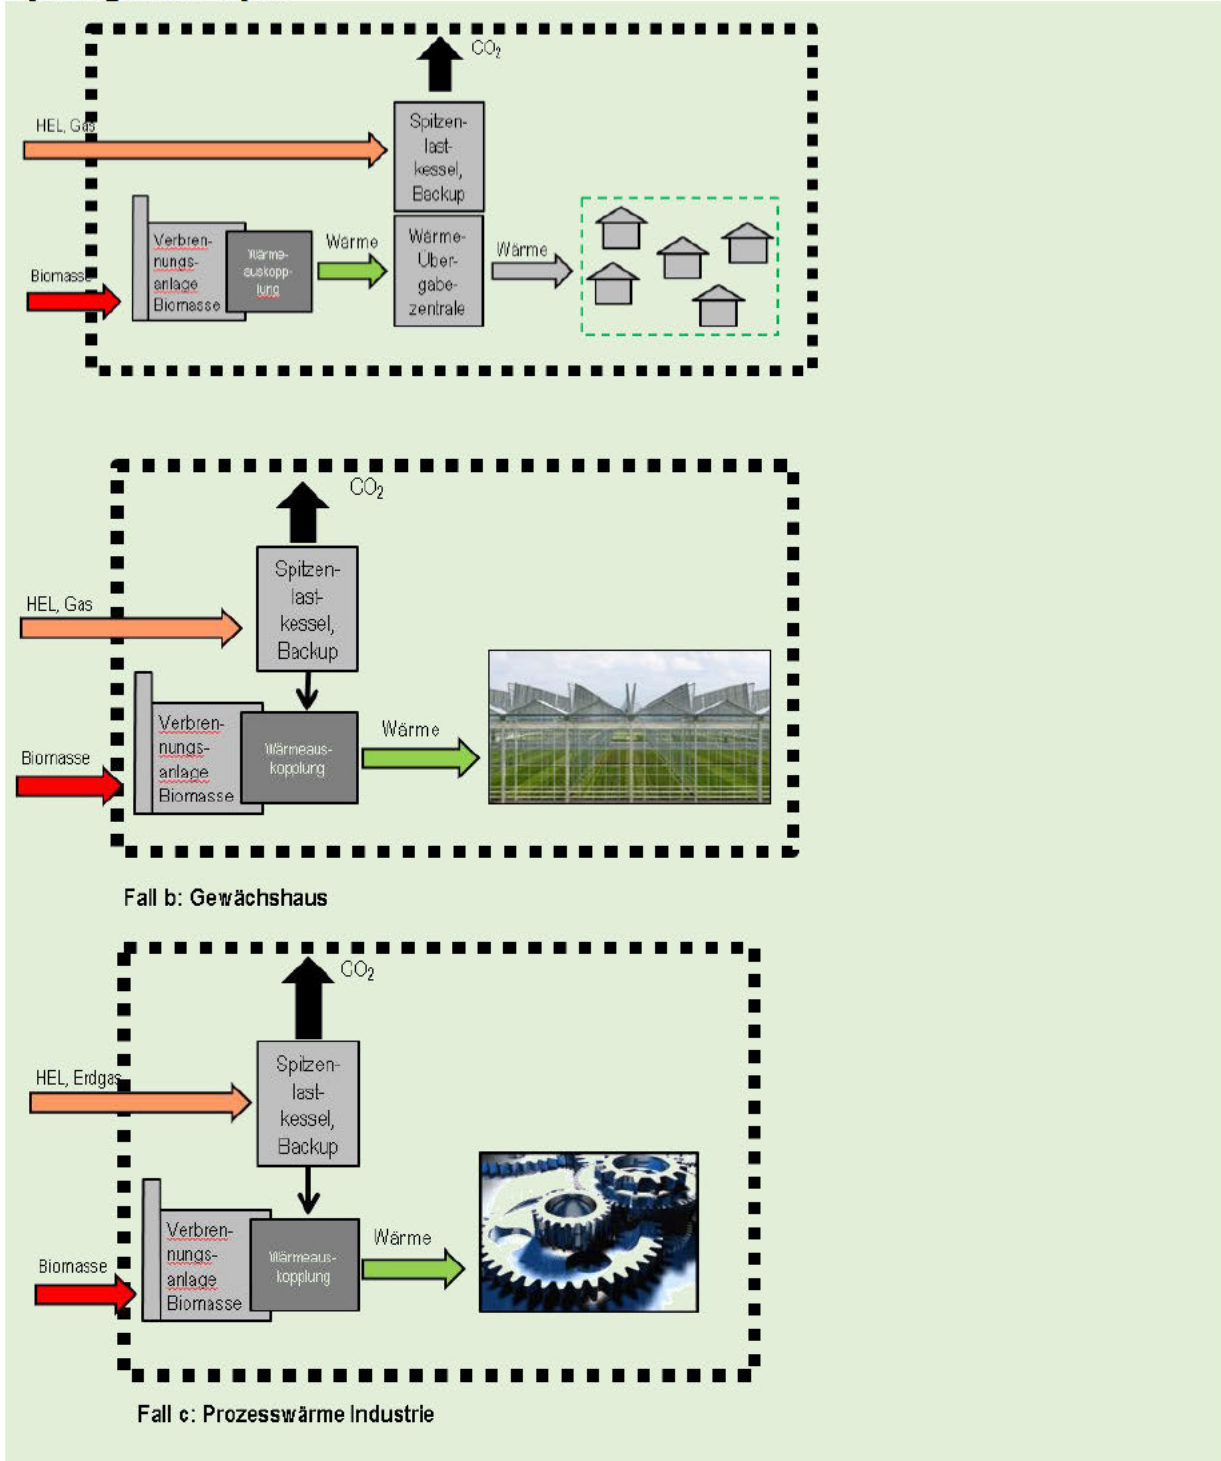 CO₂
HEL, Gas
Spitzen-
last-
kessel,
Backup
Verbren-
nungs-
anlage
Biomasse
Wärme-
auskopp-
lung
Wärme
Wärme-
Über-
gabe-
zentrale
Wärme
Biomasse
CO₂
HEL, Gas
Spitzen-
last-
kessel,
Backup
Verbren-
nungs-
anlage
Biomasse
Wärmeaus-
kopplung
Wärme
Biomasse
Fall b: Gewächshaus
CO₂
HEL, Erdgas
Spitzen-
last-
kessel,
Backup
Verbren-
nungs-
anlage
Biomasse
Wärmeaus-
kopplung
Wärme
Biomasse
Fall c: Prozesswärme Industrie